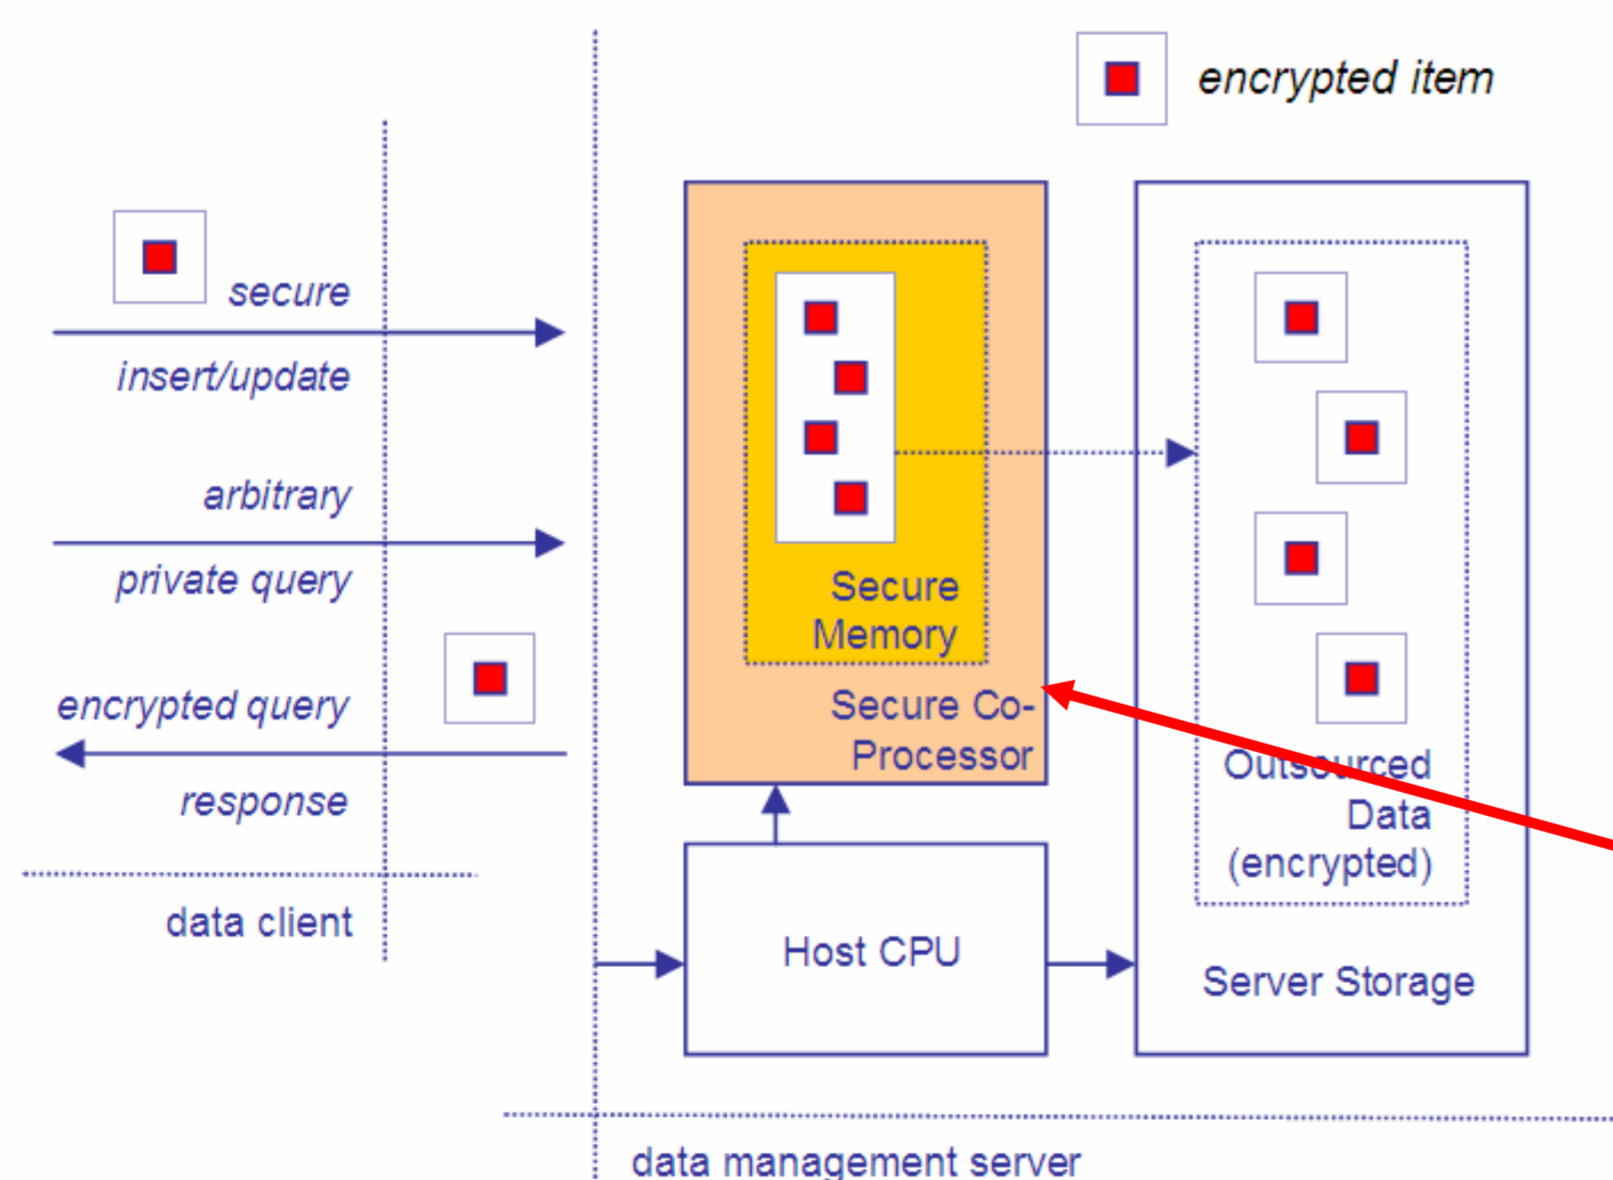 encrypted item
secure
insert/update
arbitrary
private query
encrypted query
response
data client
Secure
Memory
Secure Co-
Processor
Host CPU
Outsourced
Data
(encrypted)
Server Storage
data management server